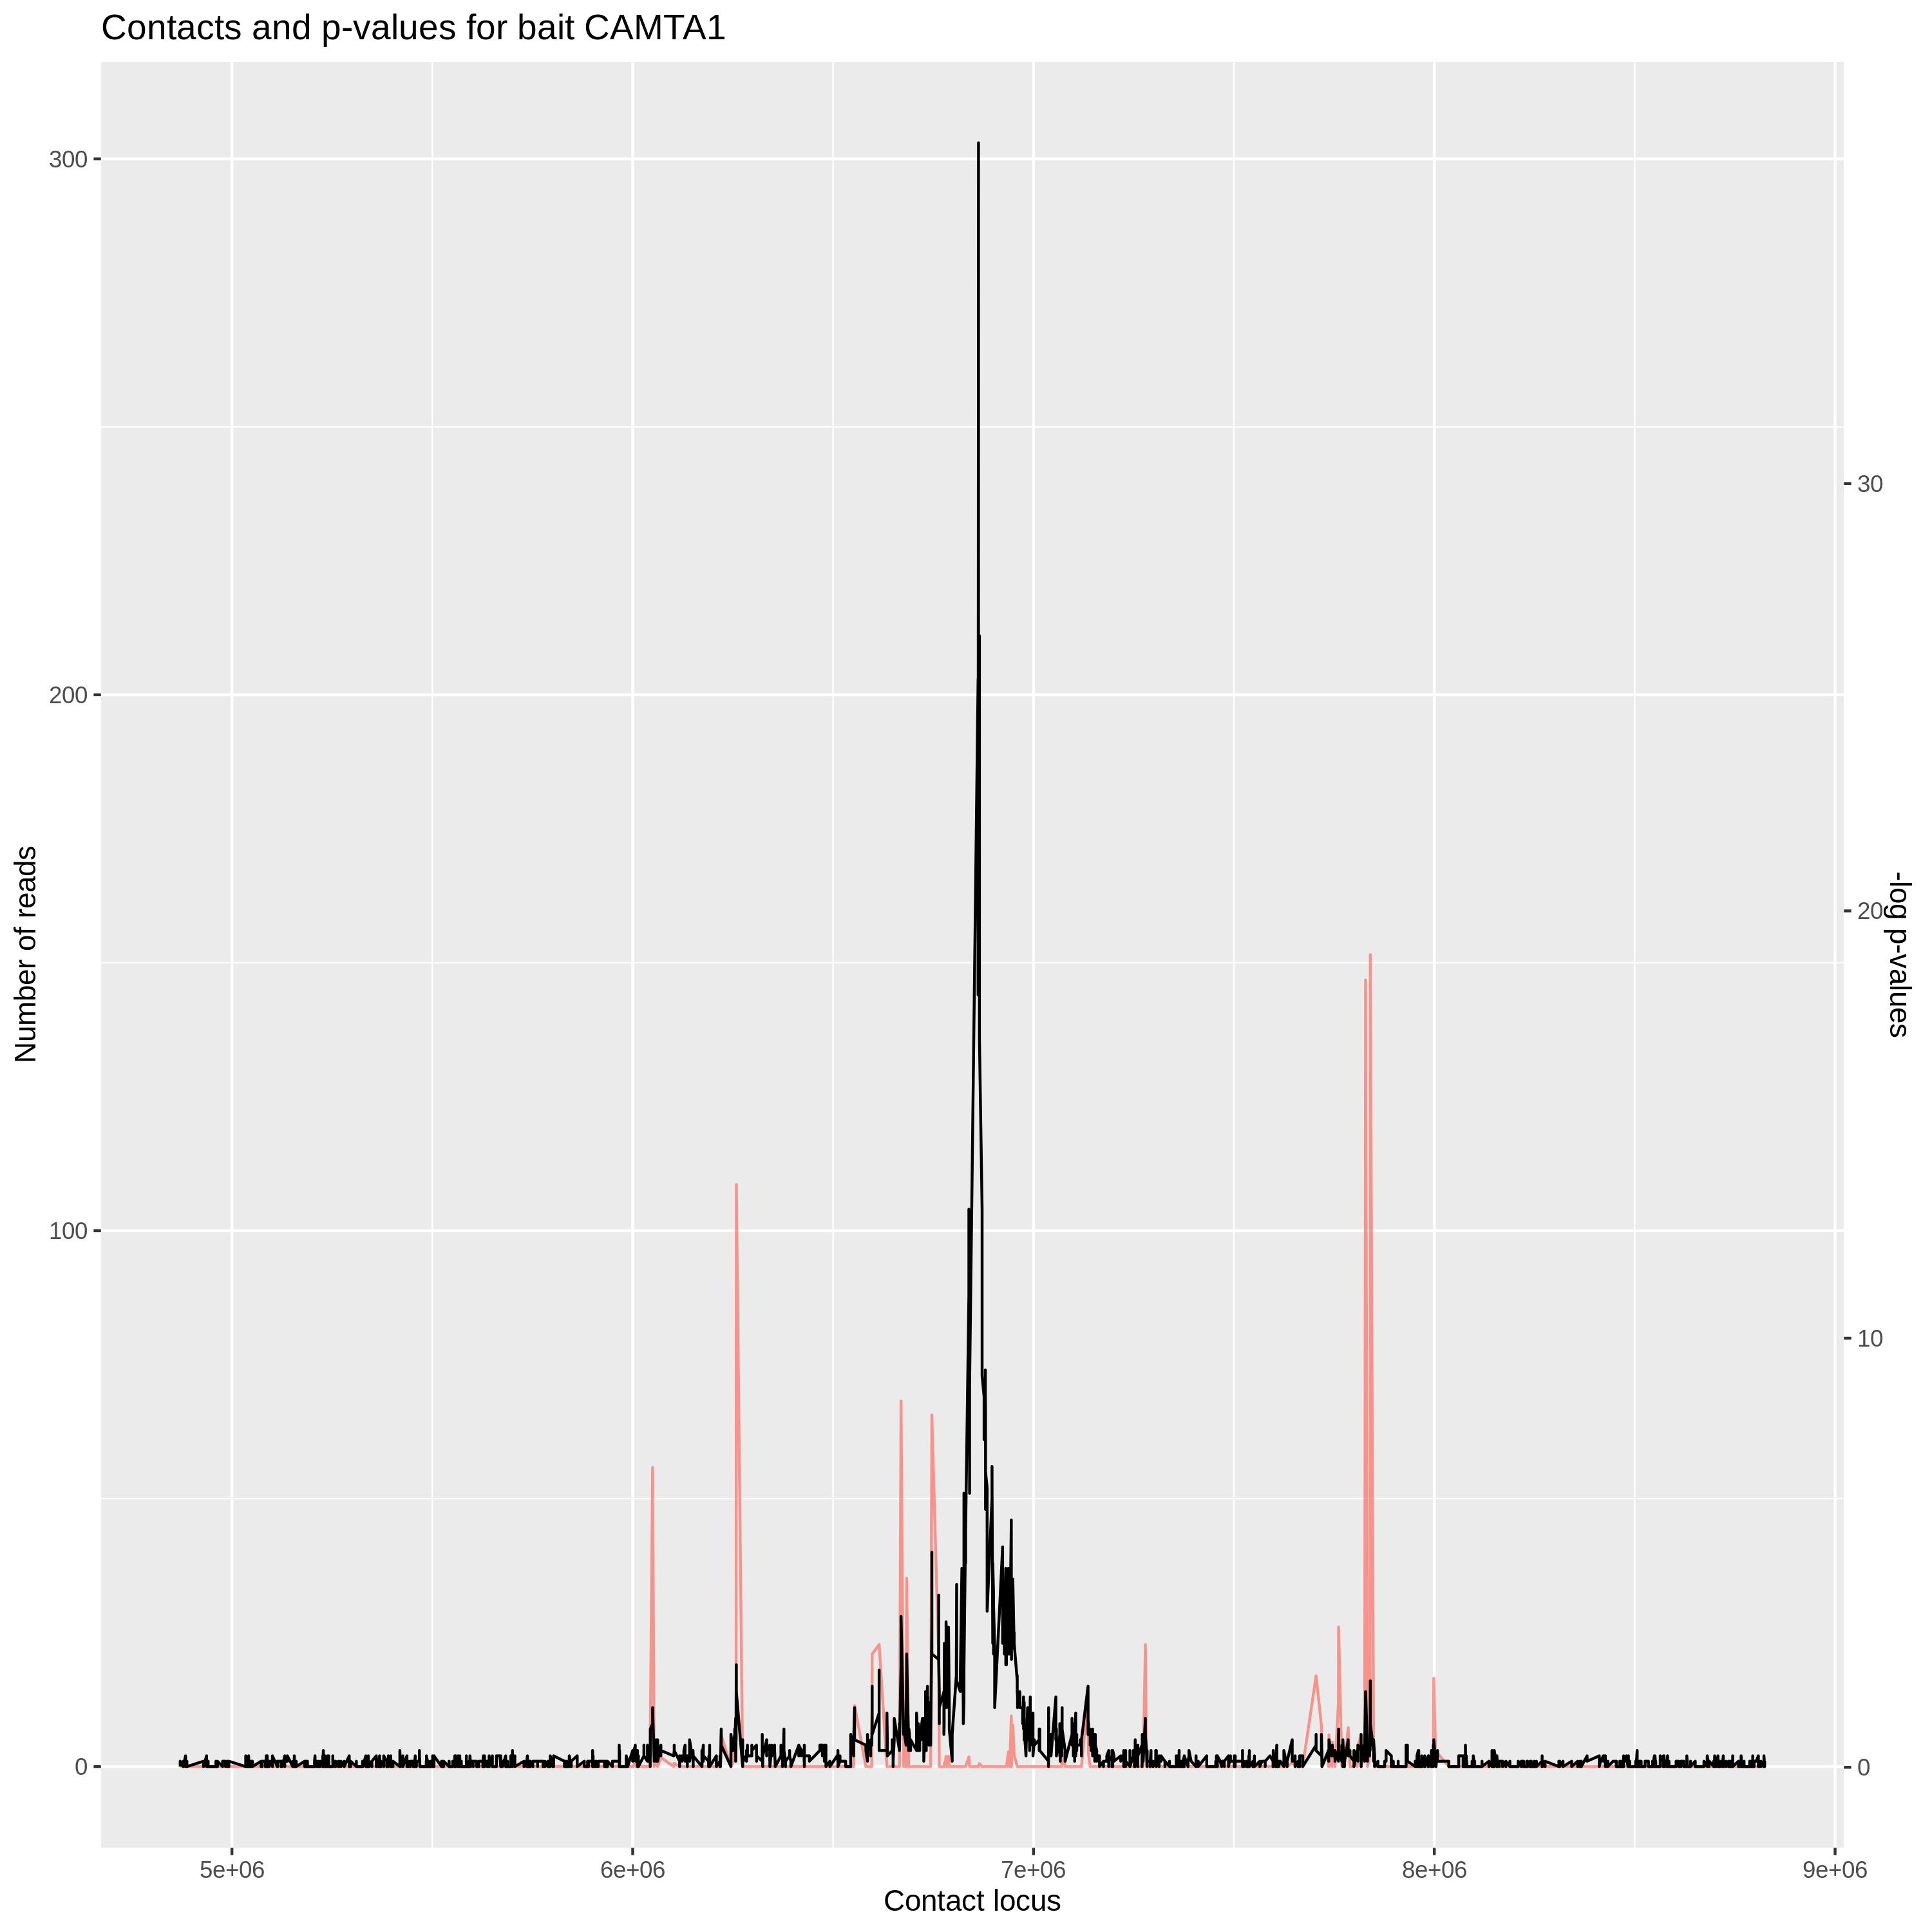 Contacts and p-values for bait CAMTA1
300
200
100
0
Number of reads
30
20
10
0
-log p-values
5e+06
6e+06
7e+06
8e+06
9e+06
Contact locus